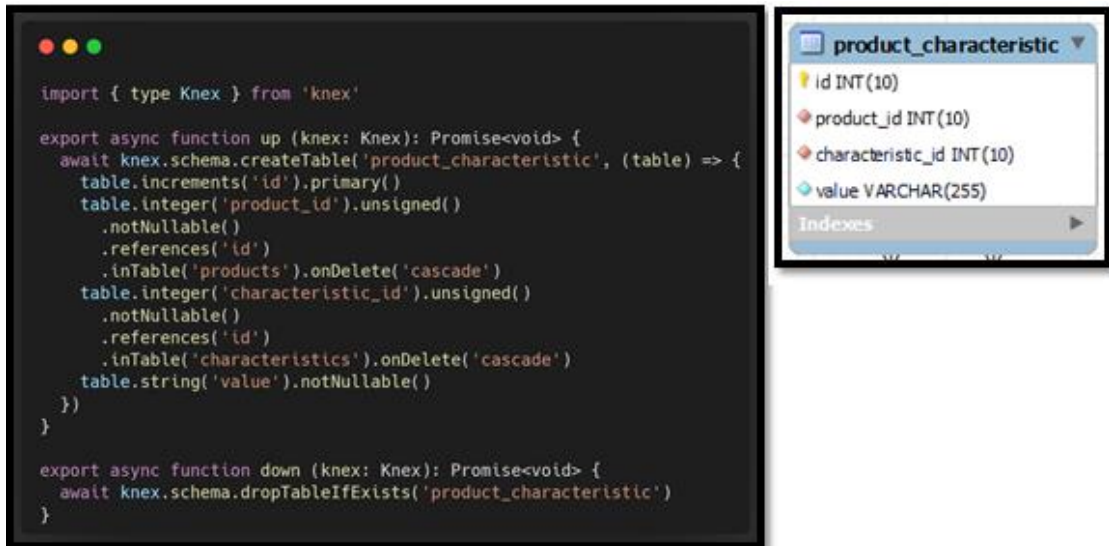 import { type Knex } from 'knex'
export async function up (knex: Knex): Promise<void> {
  await knex.schema.createTable('product_characteristic', (table) => {
    table.increments('id').primary()
    table.integer('product_id').unsigned()
      .notNullable()
      .references('id')
      .inTable('products').onDelete('cascade')
    table.integer('characteristic_id').unsigned()
      .notNullable()
      .references('id')
      .inTable('characteristics').onDelete('cascade')
    table.string('value').notNullable()
  })
}
export async function down (knex: Knex): Promise<void> {
  await knex.schema.dropTableIfExists('product_characteristic')
}
product_characteristic
id INT(10)
product_id INT(10)
characteristic_id INT(10)
value VARCHAR(255)
Indexes